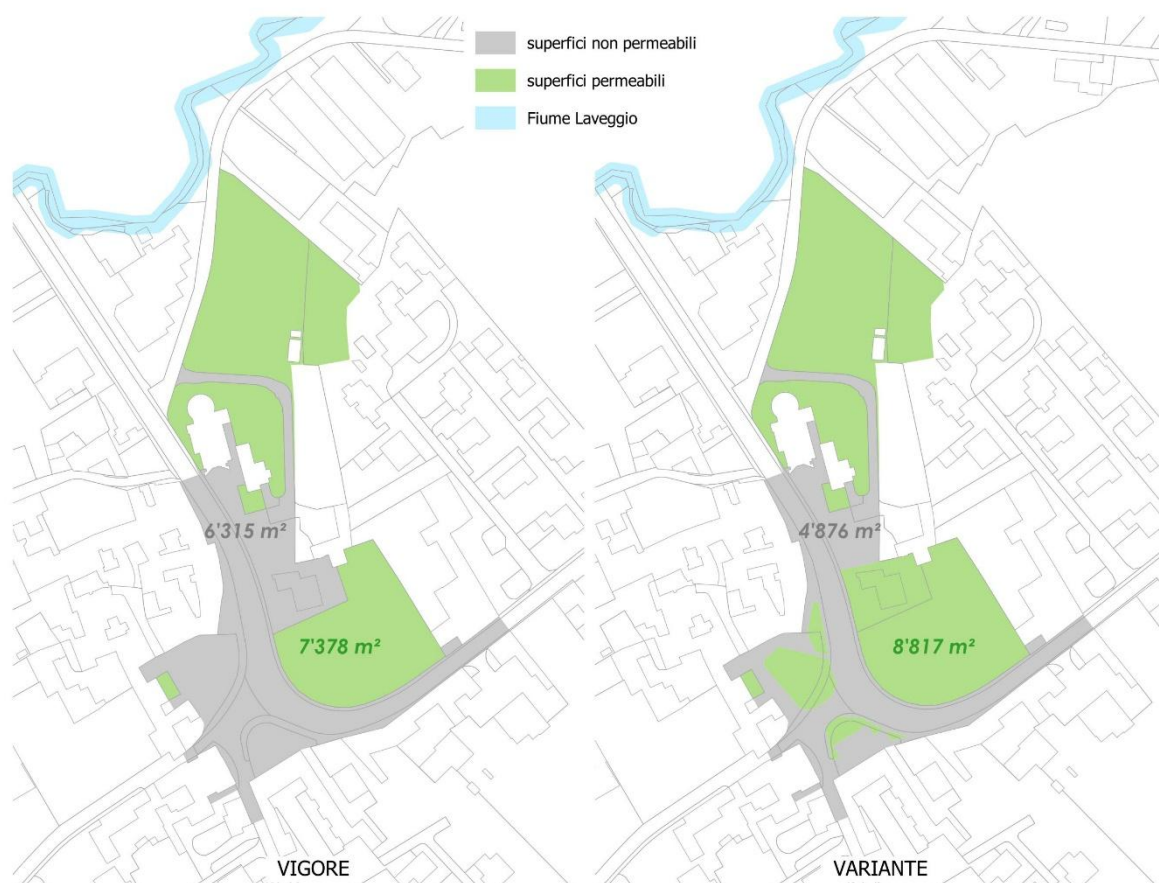 superfici non permeabili
superfici permeabili
Fiume Laveggio
6'315 m²
4'876 m²
7'378 m²
8'817 m²
VIGORE
VARIANTE